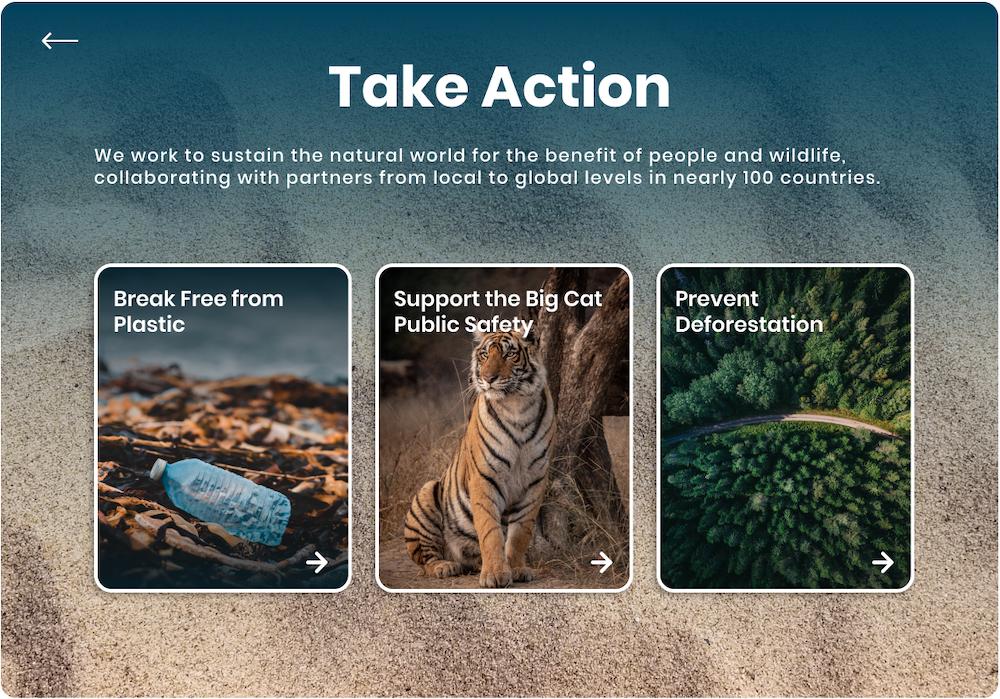 Take Action
We work to sustain the natural world for the benefit of people and wildlife,
collaborating with partners from local to global levels in nearly 100 countries.
Break Free from
Plastic
Support the Big Cat
Public Safety
Prevent
Deforestation